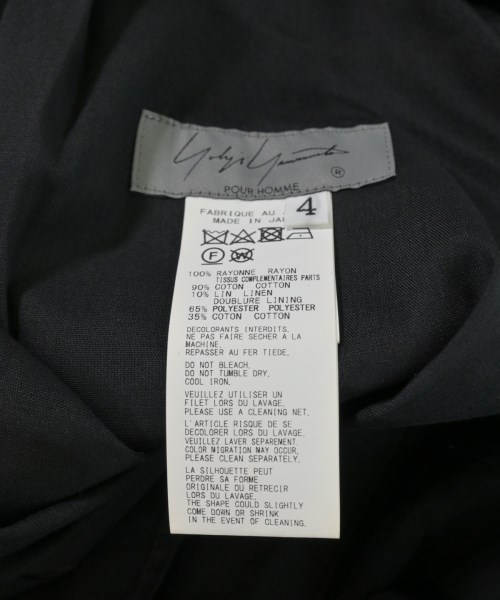 Yohji Yamamoto
®
POUR HOMME
4
FABRIQUE AU
MADE IN JAP
F
W
100% RAYONNE RAYON
TISSUS COMPLEMENTAIRES PARTS
90% COTON COTTON
10% LIN LINEN
DOUBLURE LINING
65% POLYESTER POLYESTER
35% COTON COTTON
DECOLORANTS INTERDITS,
NE PAS FAIRE SECHER A LA
MACHINE.
REPASSER AU FER TIEDE.
DO NOT BLEACH.
DO NOT TUMBLE DRY.
COOL IRON.
VEUILLEZ UTILISER UN
FILET LORS DU LAVAGE.
PLEASE USE A CLEANING NET.
L'ARTICLE RISQUE DE SE
DECOLORER LORS DU LAVAGE.
VEUILLEZ LAVER SEPAREMENT.
COLOR MIGRATION MAY OCCUR,
PLEASE CLEAN SEPARATELY.
LA SILHOUETTE PEUT
PERDRE SA FORME
ORIGINALE OU RETRECIR
LORS DU LAVAGE.
THE SHAPE COULD SLIGHTLY
COME DOWN OR SHRINK
IN THE EVENT OF CLEANING.